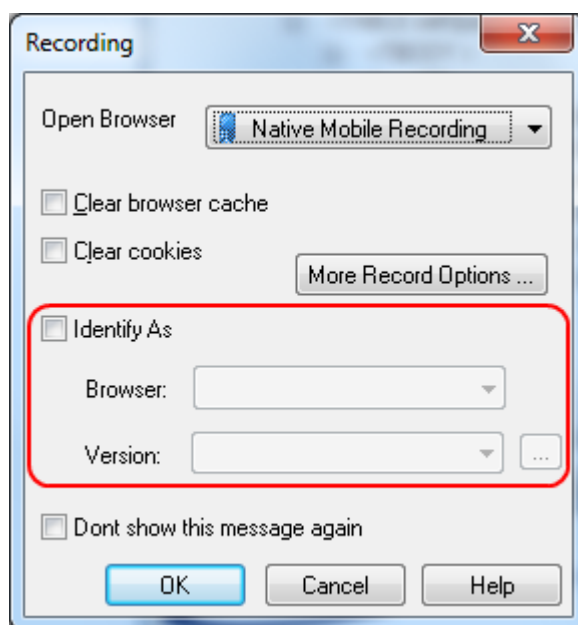 Recording
Open Browser Native Mobile Recording
Clear browser cache
Clear cookies
More Record Options ...
Identify As
Browser:
Version: ...
Dont show this message again
OK Cancel Help